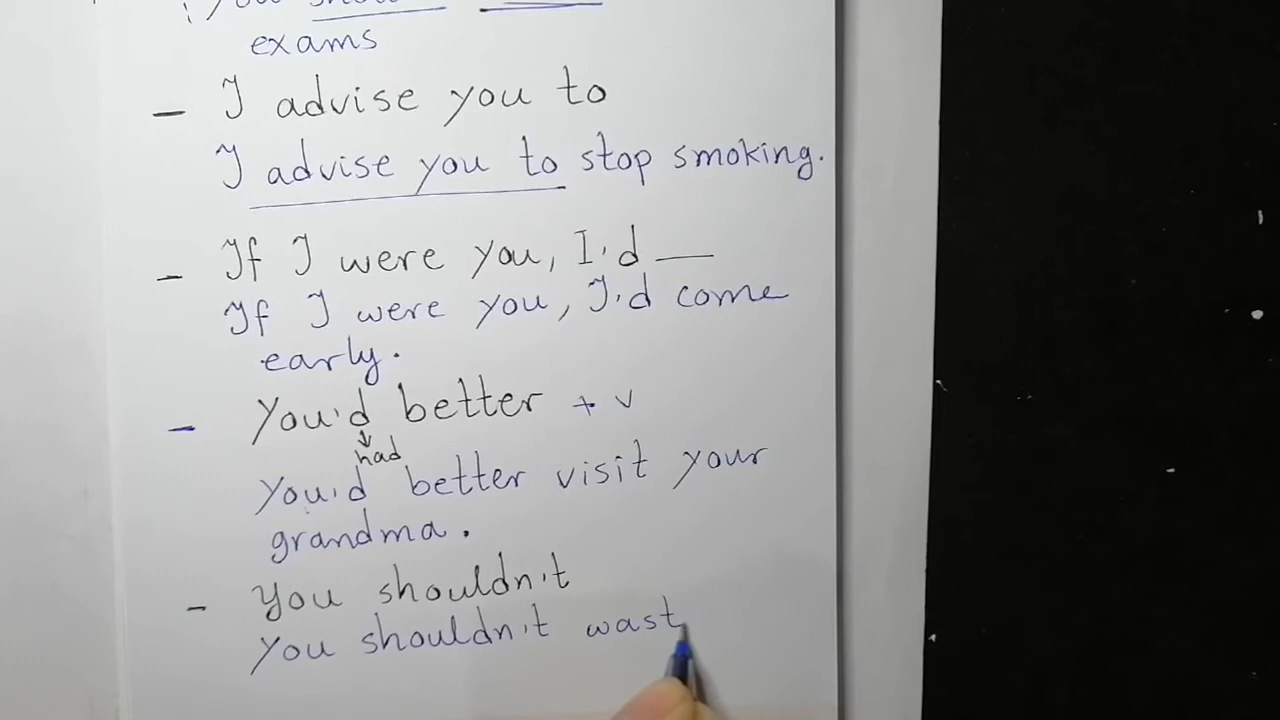 exams
- I advise you to
I advise you to stop smoking.
- If I were you, I'd __
If I were you, I'd come
early.
- You'd better + v
had
You'd better visit your
grandma.
- You shouldn't
You shouldn't wast